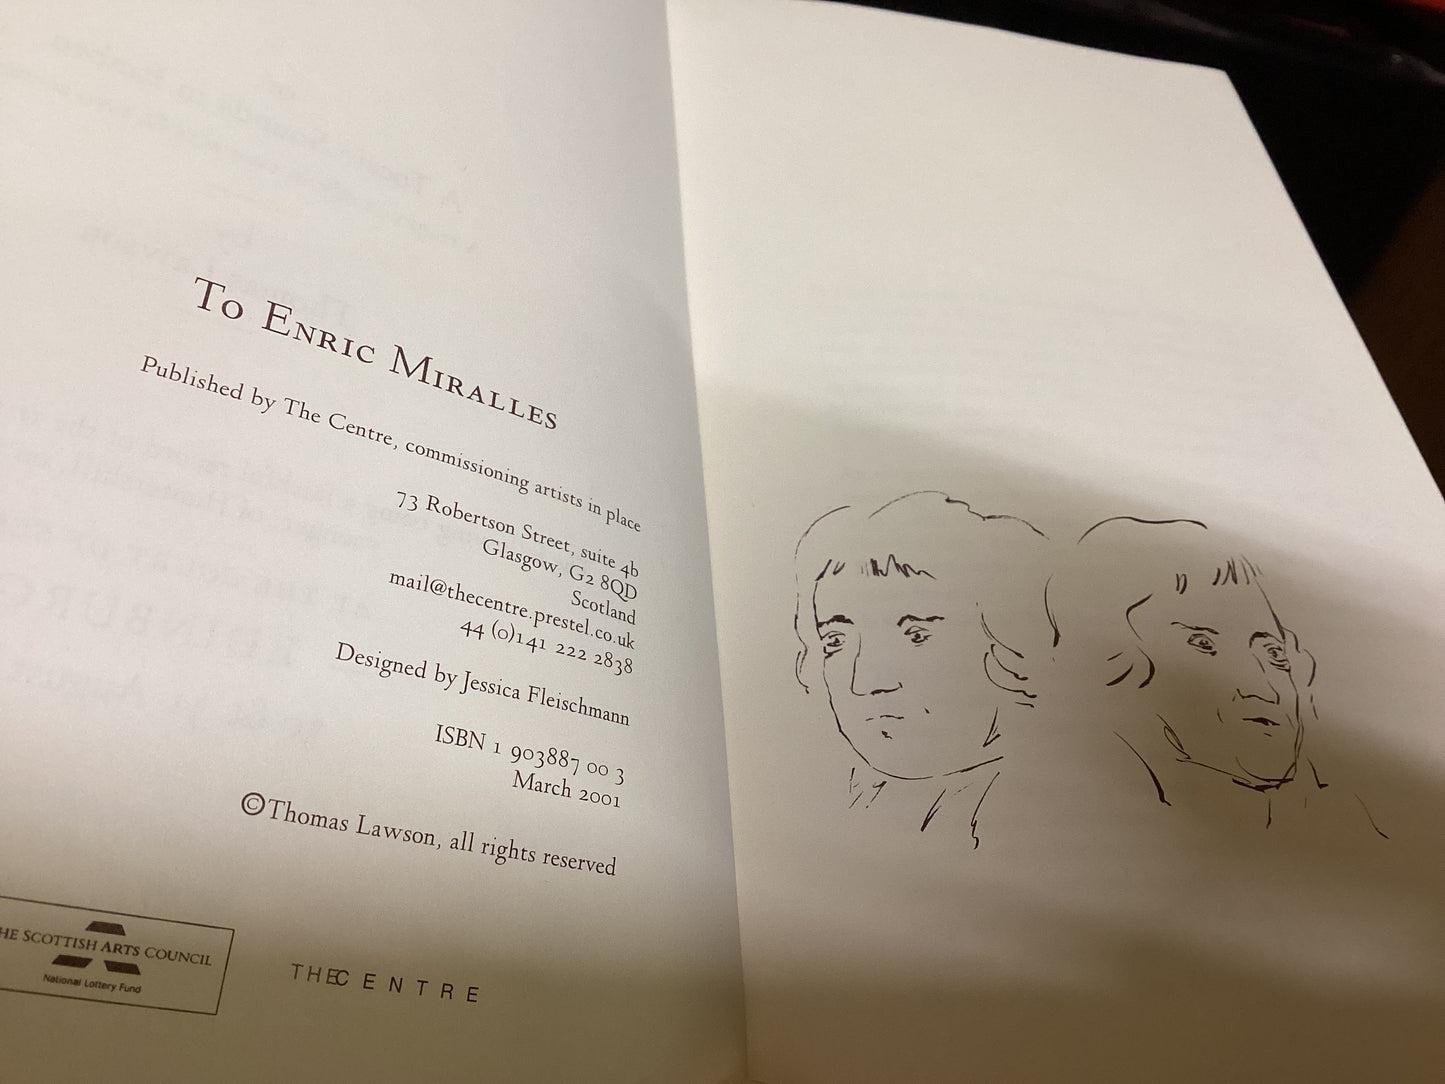 To Enric Miralles
Published by The Centre, commissioning artists in place
73 Robertson Street, suite 4b
Glasgow, G2 8QD
Scotland
mail@thecentre.prestel.co.uk
44 (0)141 222 2838
Designed by Jessica Fleischmann
ISBN 1 903887 00 3
March 2001
©Thomas Lawson, all rights reserved
HE SCOTTISH ARTS COUNCIL
National Lottery Fund
THECENTRE